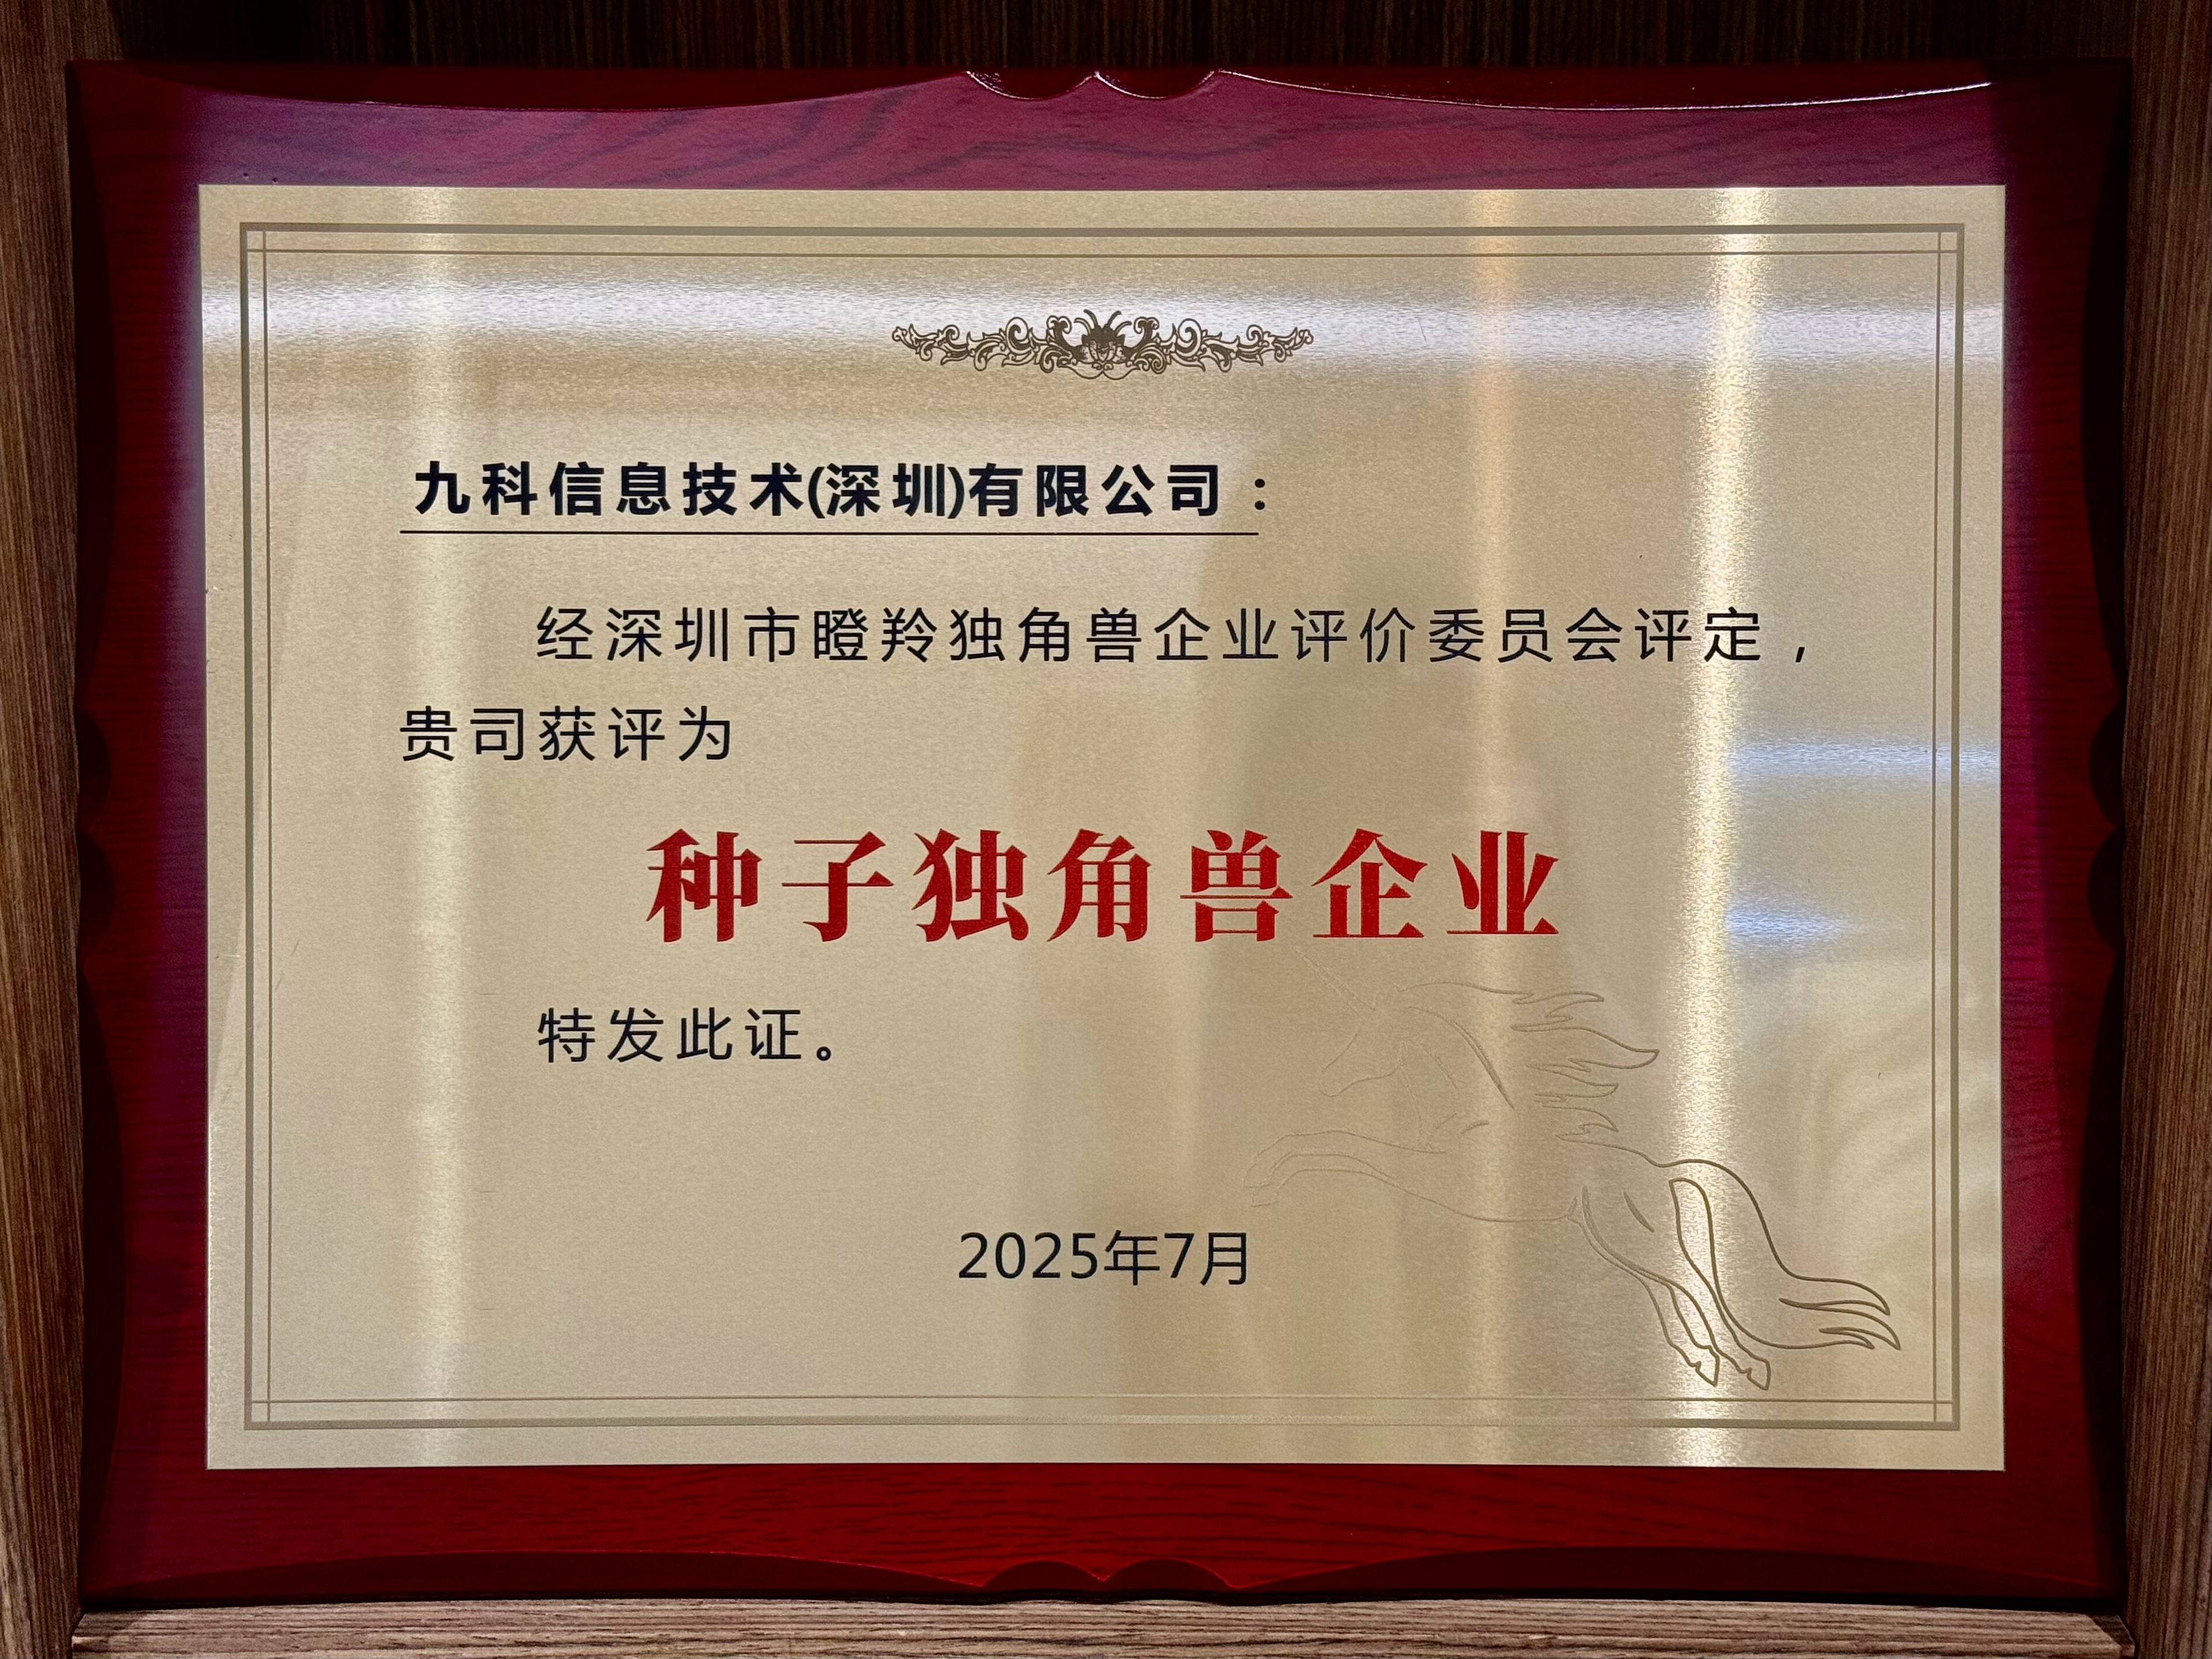 九科信息技术(深圳)有限公司：
经深圳市瞪羚独角兽企业评价委员会评定，
贵司获评为
种子独角兽企业
特发此证。
2025年7月